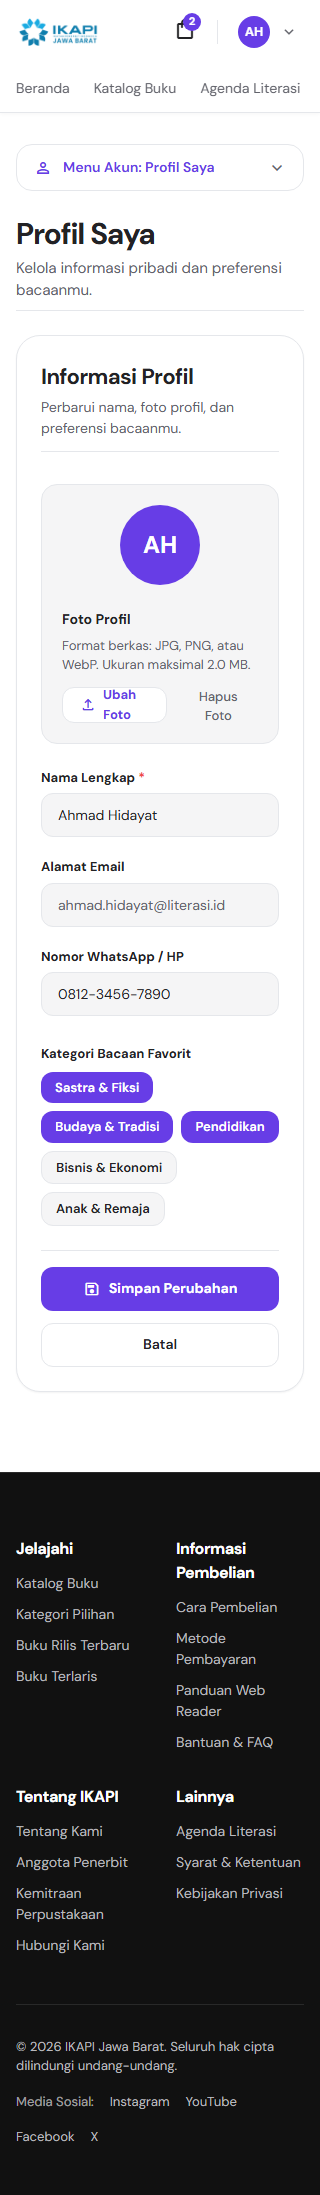 IKAPI
JAWA BARAT
2
AH
Beranda Katalog Buku Agenda Literasi
Menu Akun: Profil Saya
Profil Saya
Kelola informasi pribadi dan preferensi
bacaanmu.
Informasi Profil
Perbarui nama, foto profil, dan
preferensi bacaanmu.
AH
Foto Profil
Format berkas: JPG, PNG, atau
WebP. Ukuran maksimal 2.0 MB.
Ubah
Foto
Hapus
Foto
Nama Lengkap *
Ahmad Hidayat
Alamat Email
ahmad.hidayat@literasi.id
Nomor WhatsApp / HP
0812-3456-7890
Kategori Bacaan Favorit
Sastra & Fiksi
Budaya & Tradisi Pendidikan
Bisnis & Ekonomi
Anak & Remaja
Simpan Perubahan
Batal
Jelajahi
Katalog Buku
Kategori Pilihan
Buku Rilis Terbaru
Buku Terlaris
Informasi
Pembelian
Cara Pembelian
Metode
Pembayaran
Panduan Web
Reader
Bantuan & FAQ
Tentang IKAPI
Tentang Kami
Anggota Penerbit
Kemitraan
Perpustakaan
Hubungi Kami
Lainnya
Agenda Literasi
Syarat & Ketentuan
Kebijakan Privasi
© 2026 IKAPI Jawa Barat. Seluruh hak cipta
dilindungi undang-undang.
Media Sosial: Instagram YouTube
Facebook X